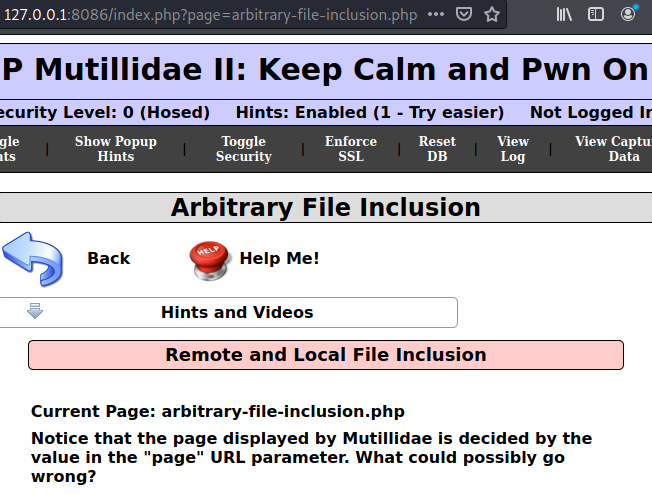 127.0.0.1:8086/index.php?page=arbitrary-file-inclusion.php
P Mutillidae II: Keep Calm and Pwn On
ecurity Level: 0 (Hosed) Hints: Enabled (1 - Try easier) Not Logged In
gle
nts
|
Show Popup
Hints
|
Toggle
Security
|
Enforce
SSL
|
Reset
DB
|
View
Log
|
View Captu
Data
Arbitrary File Inclusion
Back
HELP
Help Me!
Hints and Videos
Remote and Local File Inclusion
Current Page: arbitrary-file-inclusion.php
Notice that the page displayed by Mutillidae is decided by the
value in the "page" URL parameter. What could possibly go
wrong?